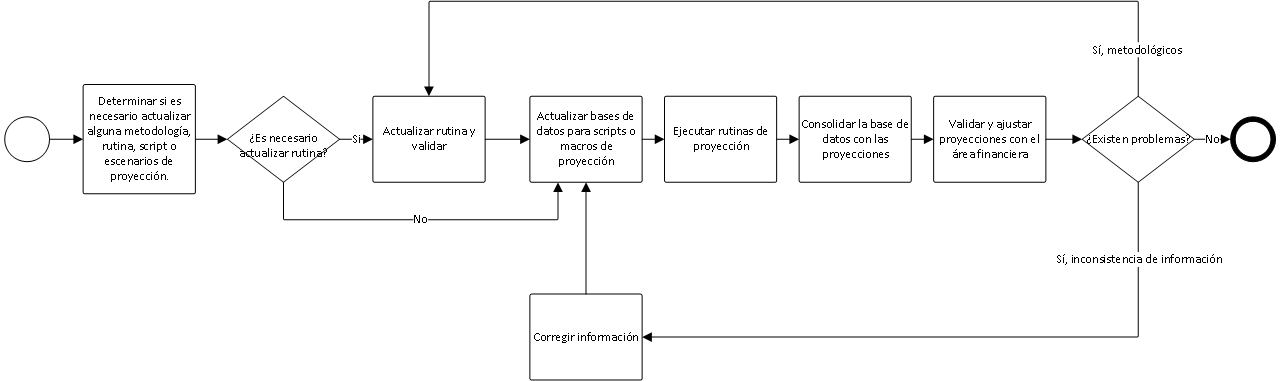 Sí, metodológicos
Determinar si es
necesario actualizar
alguna metodología,
rutina, script o
escenarios de
proyección.
¿Es necesario
actualizar rutina?
Si
Actualizar rutina y
validar
Actualizar bases de
datos para scripts o
macros de
proyección
Ejecutar rutinas de
proyección
Consolidar la base de
datos con las
proyecciones
Validar y ajustar
proyecciones con el
área financiera
¿Existen problemas?
No
No
Sí, inconsistencia de información
Corregir información